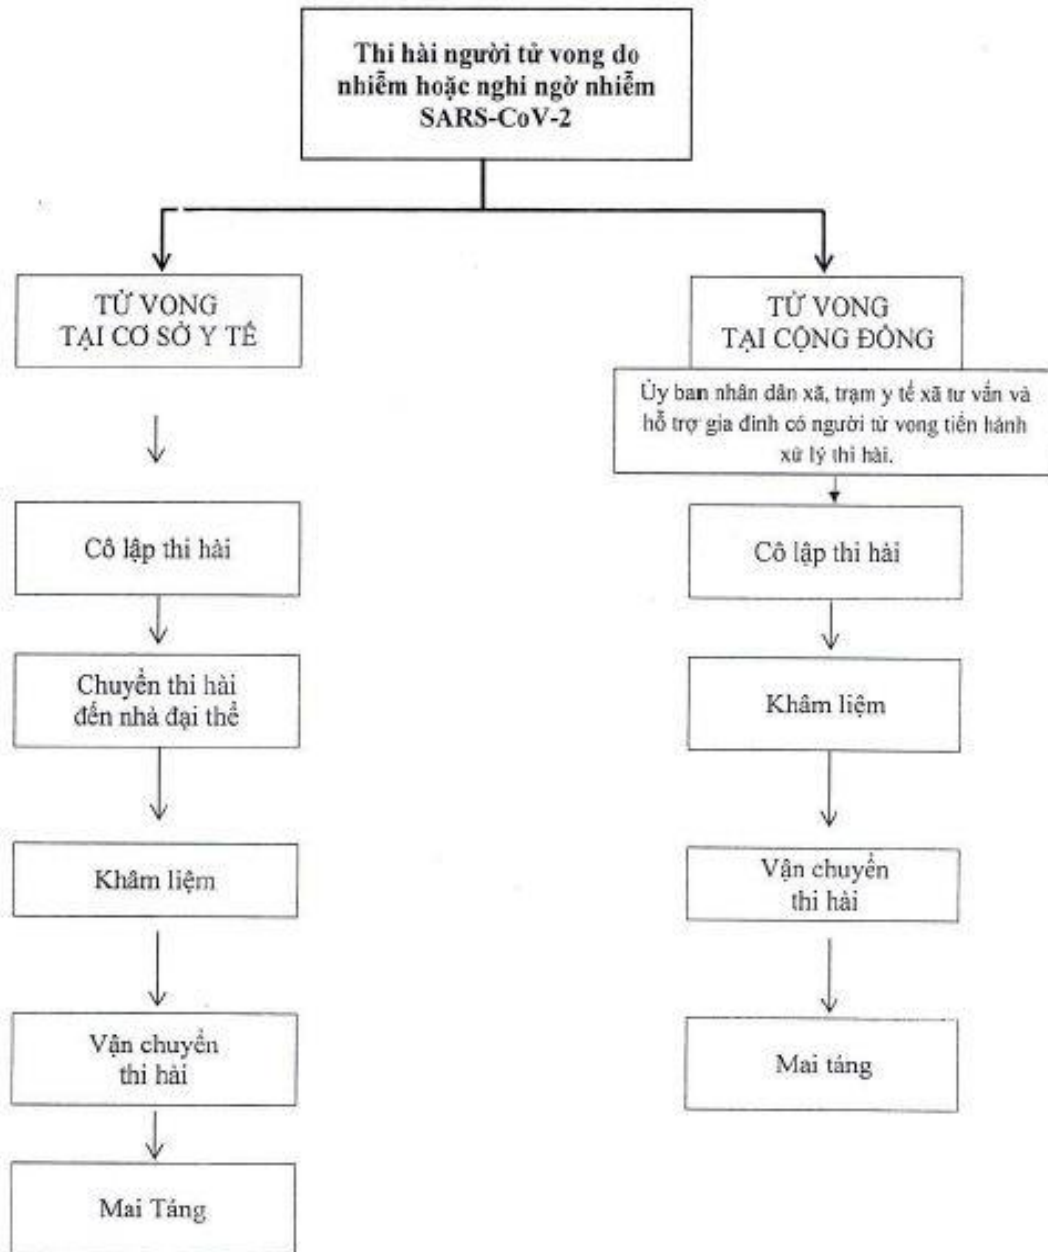 Thi hài người tử vong do
nhiễm hoặc nghi ngờ nhiễm
SARS-CoV-2
TỬ VONG
TẠI CƠ SỞ Y TẾ
Cô lập thi hài
Chuyển thi hài
đến nhà đại thể
Khâm liệm
Vận chuyển
thi hài
Mai Táng
TỬ VONG
TẠI CỘNG ĐỒNG
Ủy ban nhân dân xã, trạm y tế xã tư vấn và
hỗ trợ gia đình có người tử vong tiến hành
xử lý thi hài.
Cô lập thi hài
Khâm liệm
Vận chuyển
thi hài
Mai táng